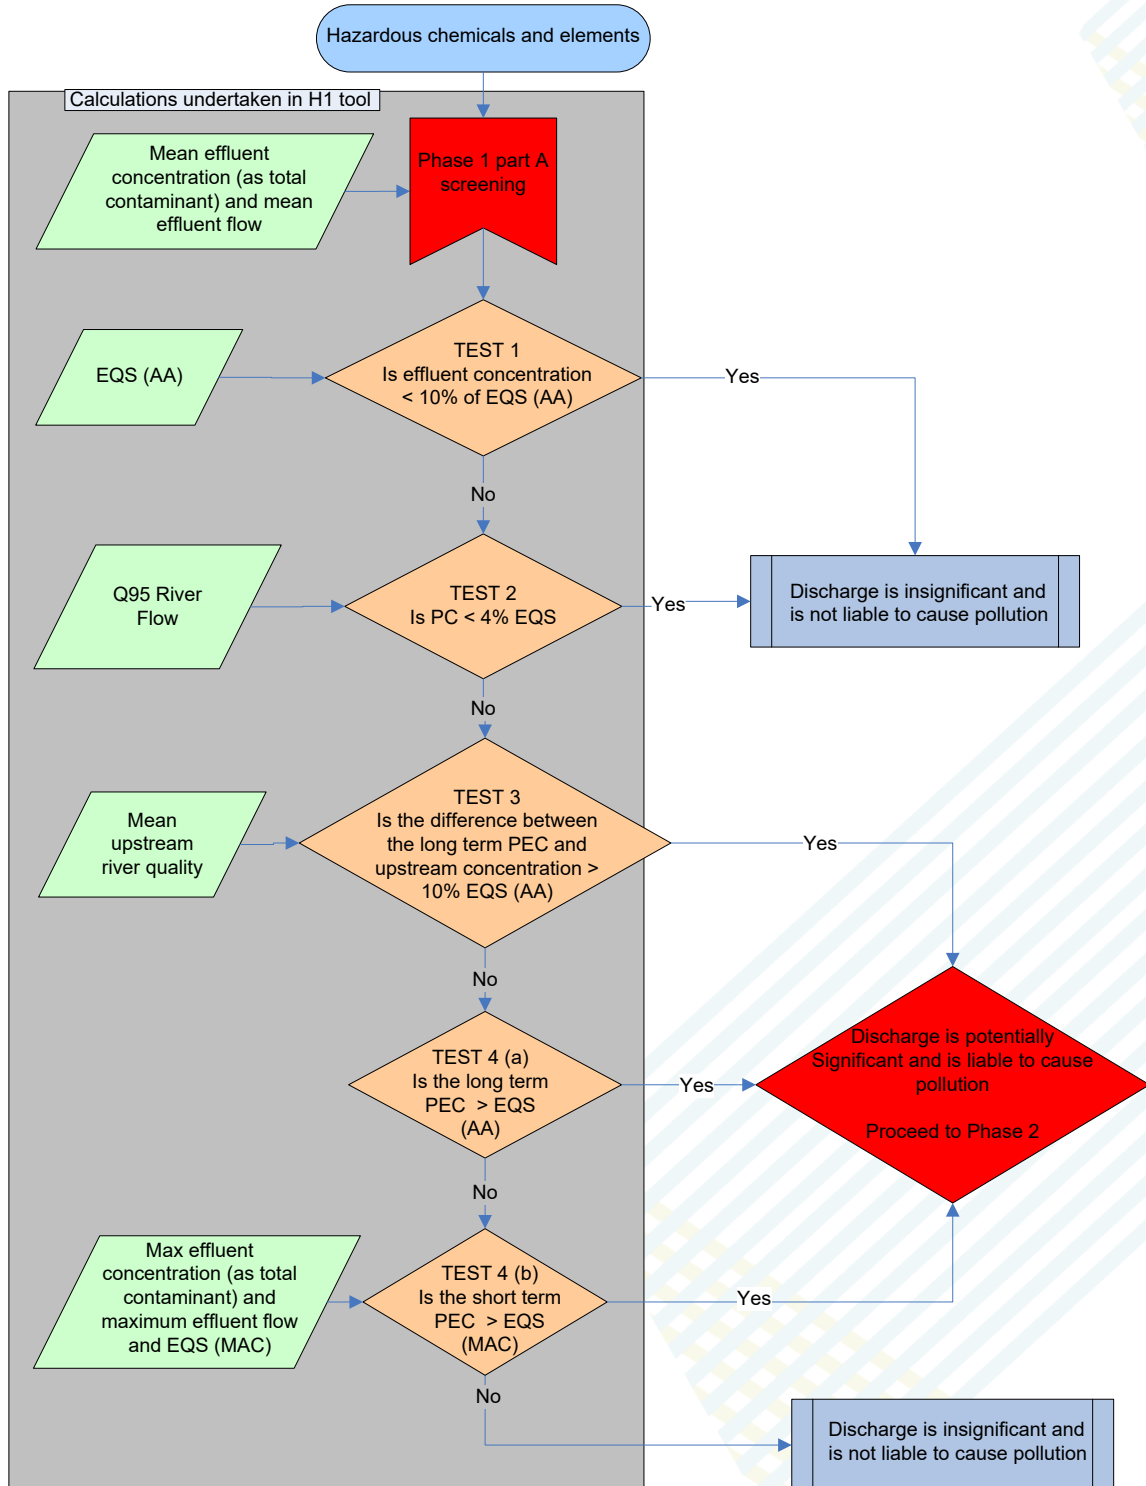 Hazardous chemicals and elements
Calculations undertaken in H1 tool
Mean effluent
concentration (as total
contaminant) and mean
effluent flow
Phase 1 part A
screening
EQS (AA)
TEST 1
Is effluent concentration
< 10% of EQS (AA)
Yes
No
Q95 River
Flow
TEST 2
Is PC < 4% EQS
Yes
Discharge is insignificant and
is not liable to cause pollution
No
Mean
upstream
river quality
TEST 3
Is the difference between
the long term PEC and
upstream concentration >
10% EQS (AA)
Yes
No
TEST 4 (a)
Is the long term
PEC > EQS
(AA)
Yes
Discharge is potentially
Significant and is liable to cause
pollution
Proceed to Phase 2
No
Max effluent
concentration (as total
contaminant) and
maximum effluent flow
and EQS (MAC)
TEST 4 (b)
Is the short term
PEC > EQS
(MAC)
Yes
No
Discharge is insignificant and
is not liable to cause pollution